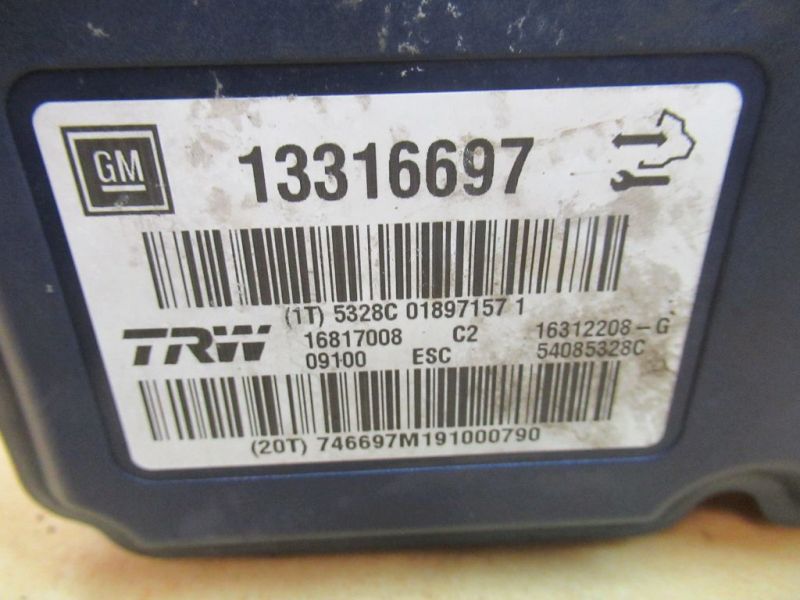 GM
13316697
(1T) 5328C 01897157 1
TRW 16817008 C2 16312208-G
09100 ESC 54085328C
(20T) 746697M191000790